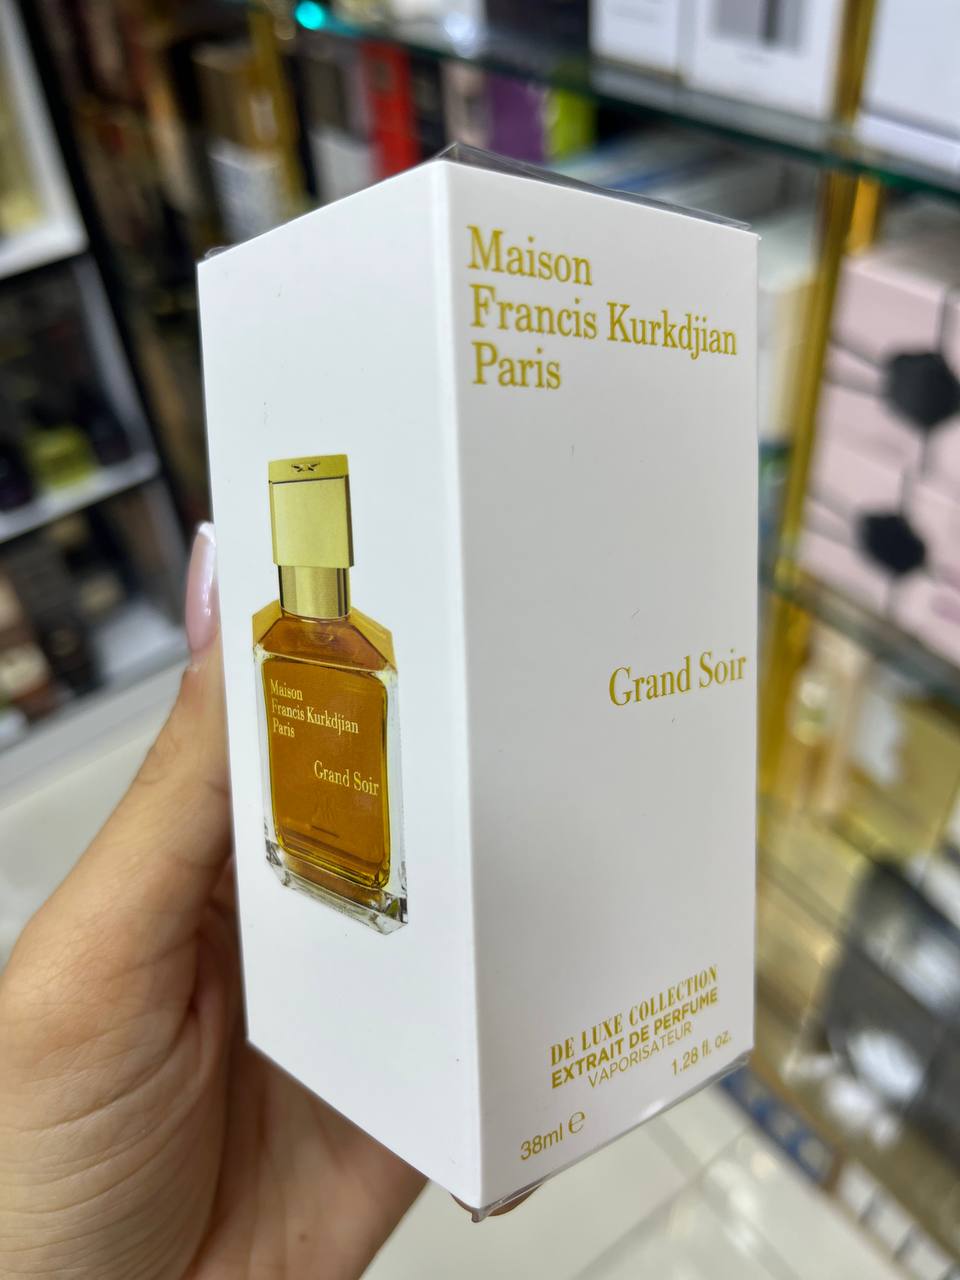 Maison
Francis Kurkdjian
Paris
Grand Soir
DE LUXE COLLECTION
EXTRAIT DE PERFUME
VAPORISATEUR
1.28 fl. oz.
38ml ℮
Maison
Francis Kurkdjian
Paris
Grand Soir